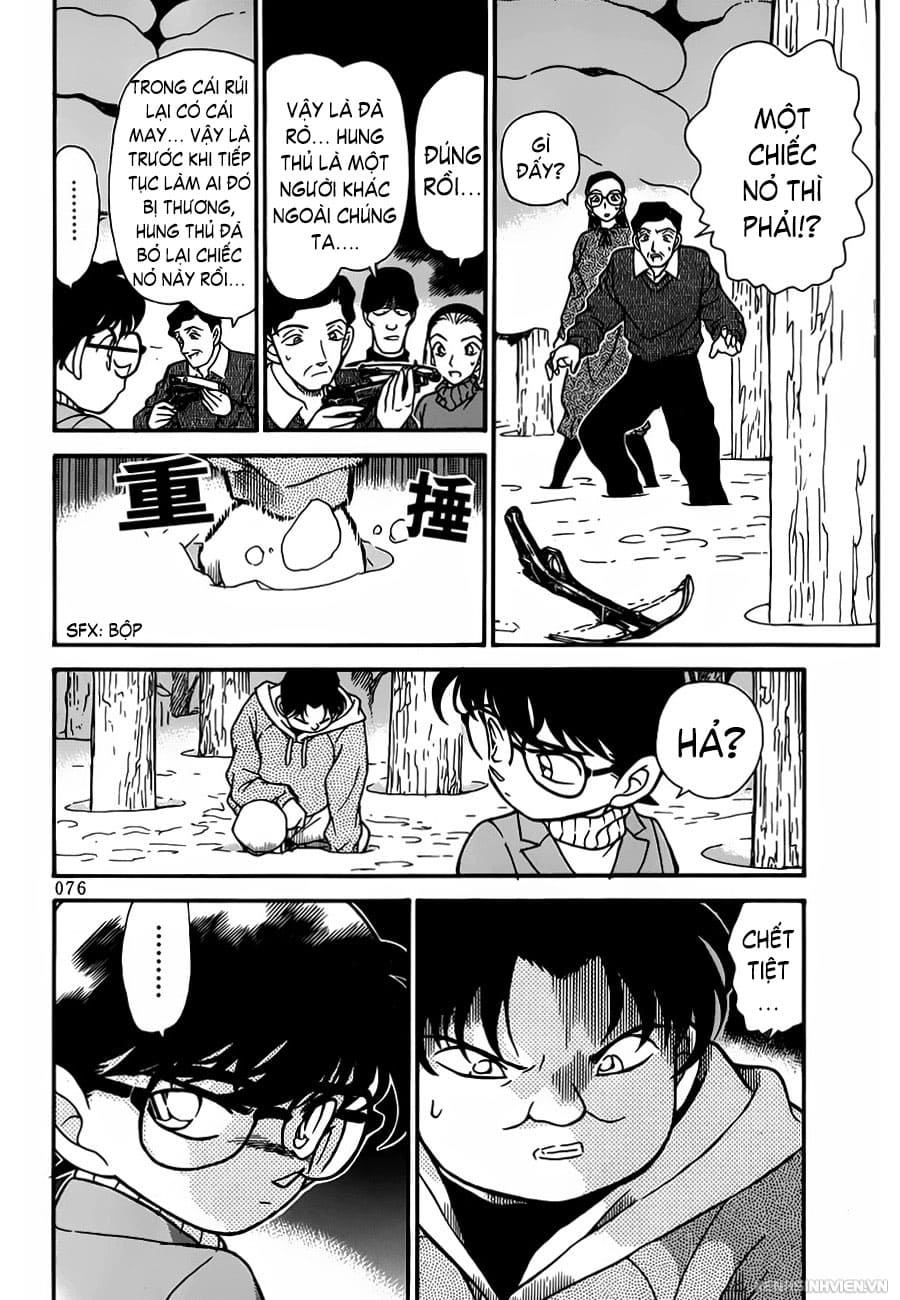 MỘT
CHIẾC
NỎ THÌ
PHẢI!?
GÌ
ĐẤY?
ĐÚNG
RỒI...
VẬY LÀ ĐÃ
RÕ... HUNG
THỦ LÀ MỘT
NGƯỜI KHÁC
NGOÀI CHÚNG
TA....
TRONG CÁI RỦI
LẠI CÓ CÁI
MAY... VẬY LÀ
TRƯỚC KHI TIẾP
TỤC LÀM AI ĐÓ
BỊ THƯƠNG,
HUNG THỦ ĐÃ
BỎ LẠI CHIẾC
NỎ NÀY RỒI...
........
捶
重
SFX: BỘP
HẢ?
076
CHẾT
TIỆT
...
........